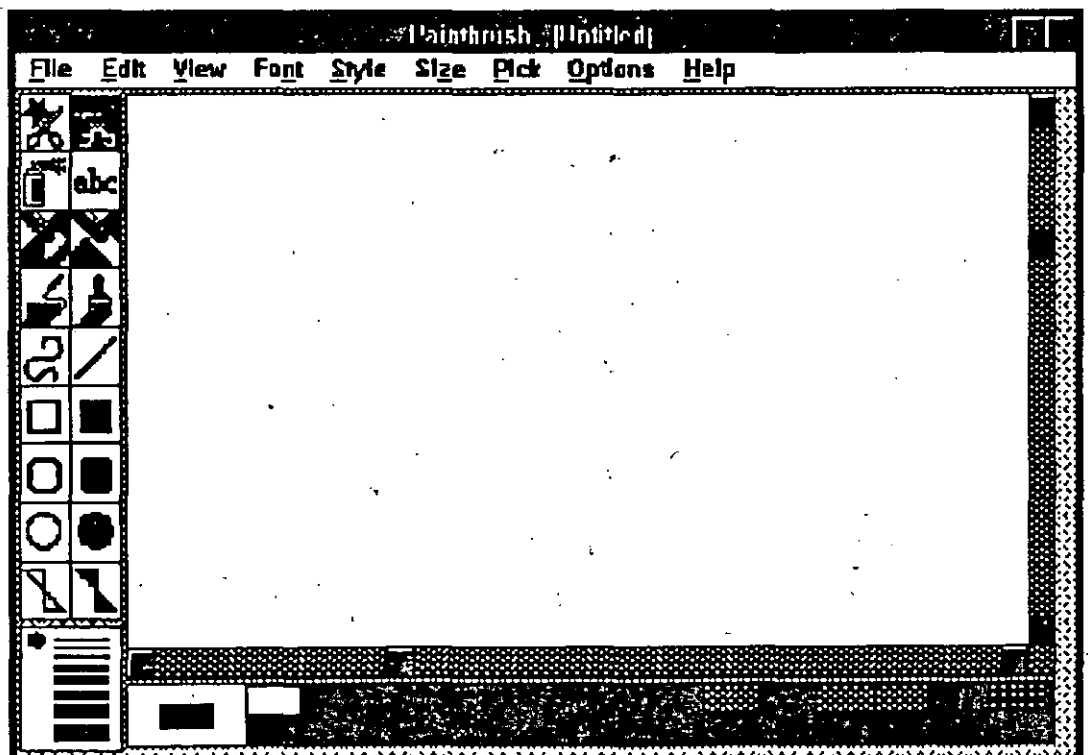 Paintbrush - [Untitled]
File Edit View Font Style Size Pick Options Help
abc